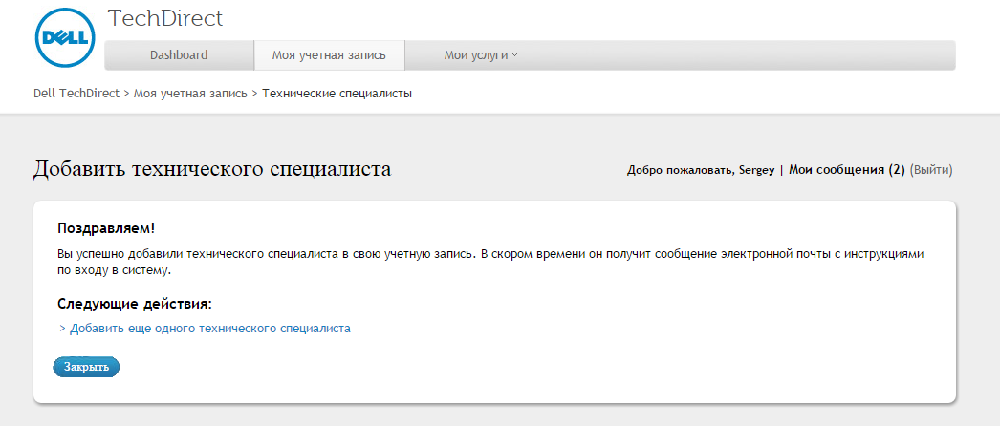 DELL
TechDirect
Dashboard Моя учетная запись Мои услуги
Dell TechDirect > Моя учетная запись > Технические специалисты
Добавить технического специалиста
Добро пожаловать, Sergey | Мои сообщения (2) (Выйти)
Поздравляем!
Вы успешно добавили технического специалиста в свою учетную запись. В скором времени он получит сообщение электронной почты с инструкциями
по входу в систему.
Следующие действия:
> Добавить еще одного технического специалиста
Закрыть